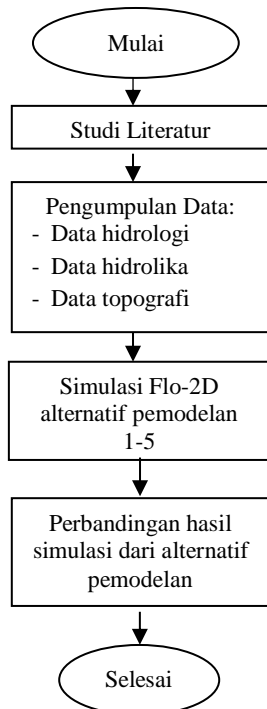 Mulai
Studi Literatur
Pengumpulan Data:
- Data hidrologi
- Data hidrolika
- Data topografi
Simulasi Flo-2D
alternatif pemodelan
1-5
Perbandingan hasil
simulasi dari alternatif
pemodelan
Selesai